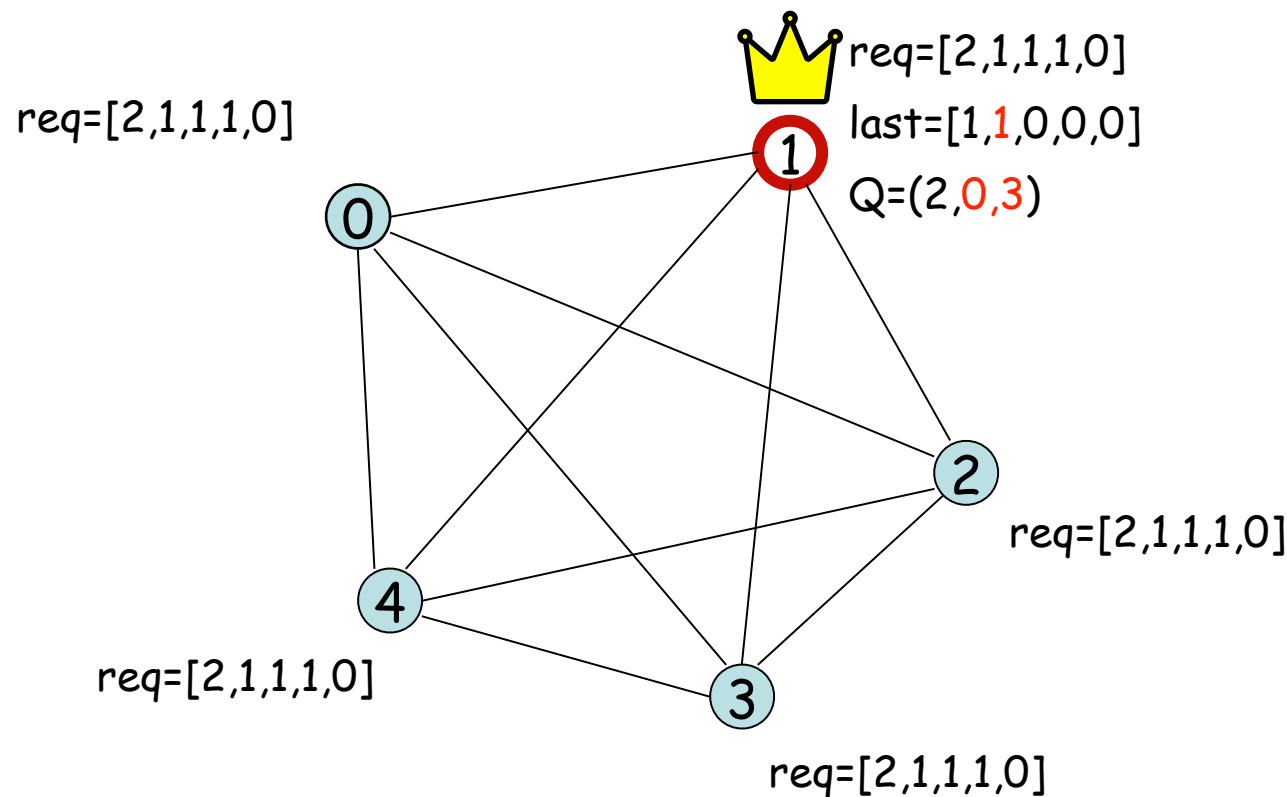 req=[2,1,1,1,0]
last=[1,1,0,0,0]
Q=(2,0,3)
1
req=[2,1,1,1,0]
0
2
req=[2,1,1,1,0]
4
req=[2,1,1,1,0]
3
req=[2,1,1,1,0]